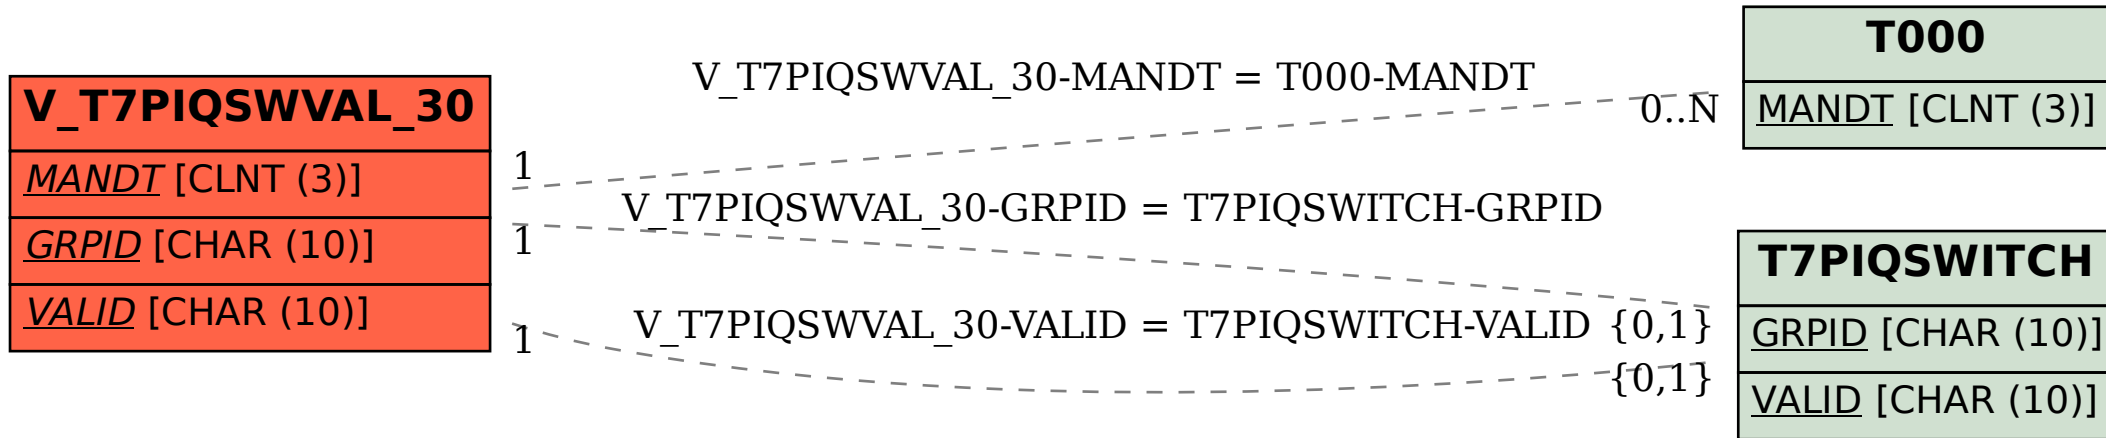 V_T7PIQSWVAL_30
MANDT [CLNT (3)]
GRPID [CHAR (10)]
VALID [CHAR (10)]
V_T7PIQSWVAL_30-MANDT = T000-MANDT
1
0..N
V_T7PIQSWVAL_30-GRPID = T7PIQSWITCH-GRPID
1
{0,1}
V_T7PIQSWVAL_30-VALID = T7PIQSWITCH-VALID
1
{0,1}
T000
MANDT [CLNT (3)]
T7PIQSWITCH
GRPID [CHAR (10)]
VALID [CHAR (10)]